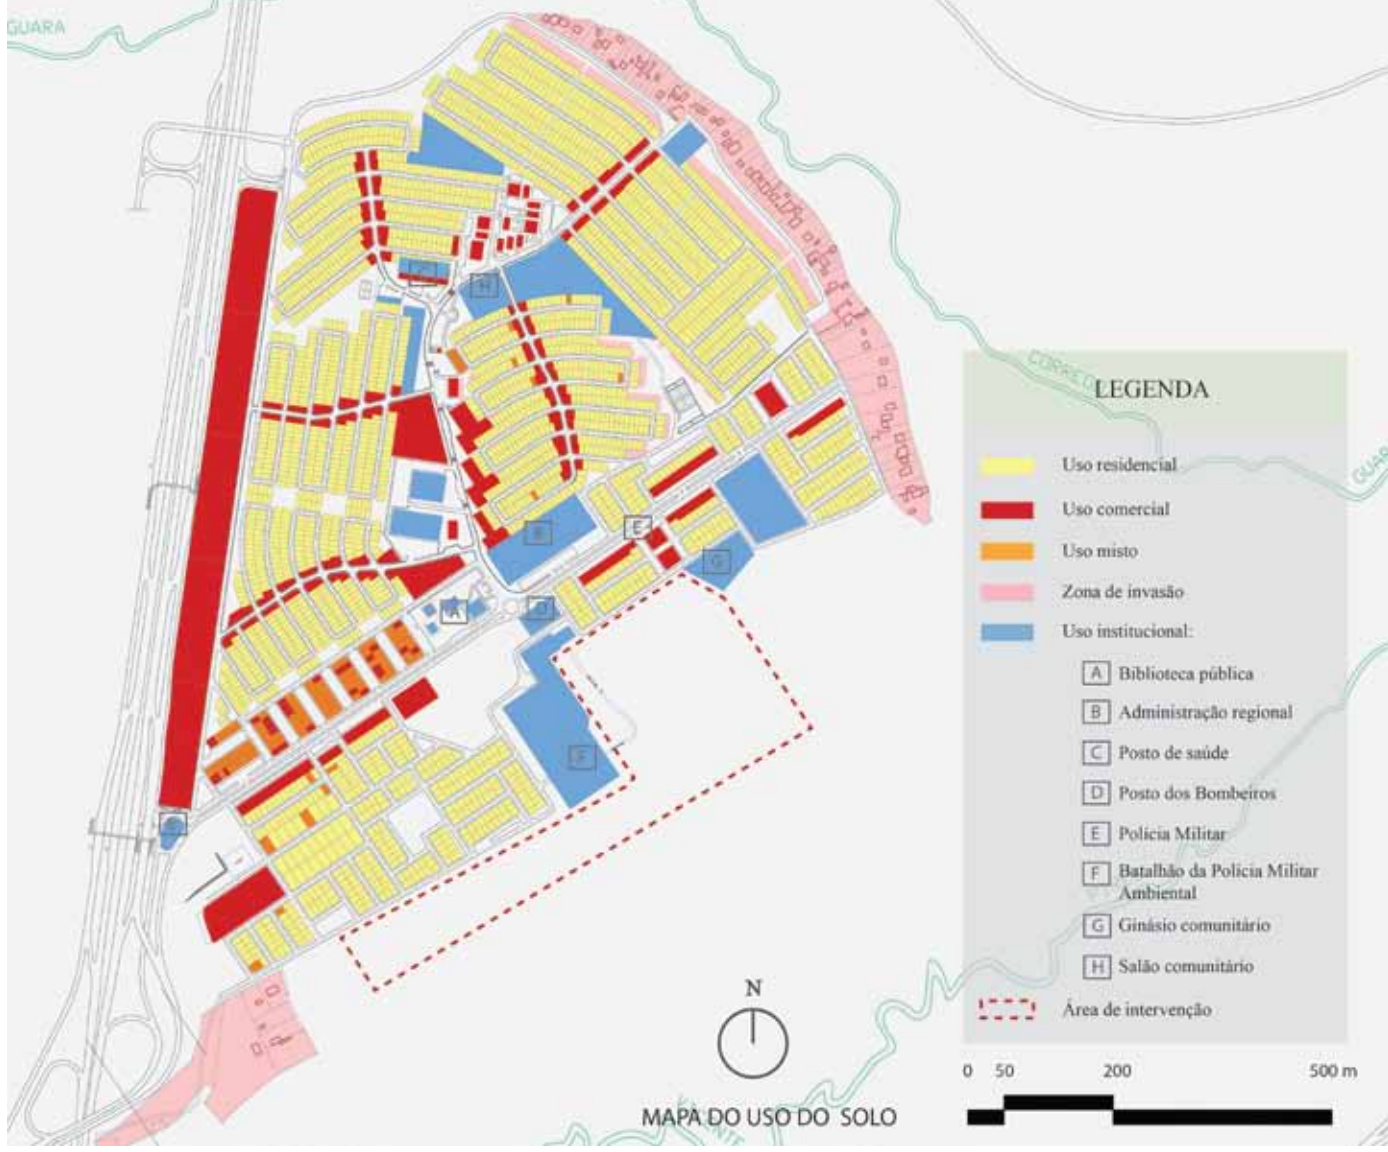 GUARA
C
H
B
E
G
A
D
F
E
CORREGO
GUAR
LEGENDA
Uso residencial
Uso comercial
Uso misto
Zona de invasão
Uso institucional:
A Biblioteca pública
B Administração regional
C Posto de saúde
D Posto dos Bombeiros
E Polícia Militar
F Batalhão da Polícia Militar
Ambiental
G Ginásio comunitário
H Salão comunitário
Área de intervenção
N
0 50 200 500 m
MAPA DO USO DO SOLO